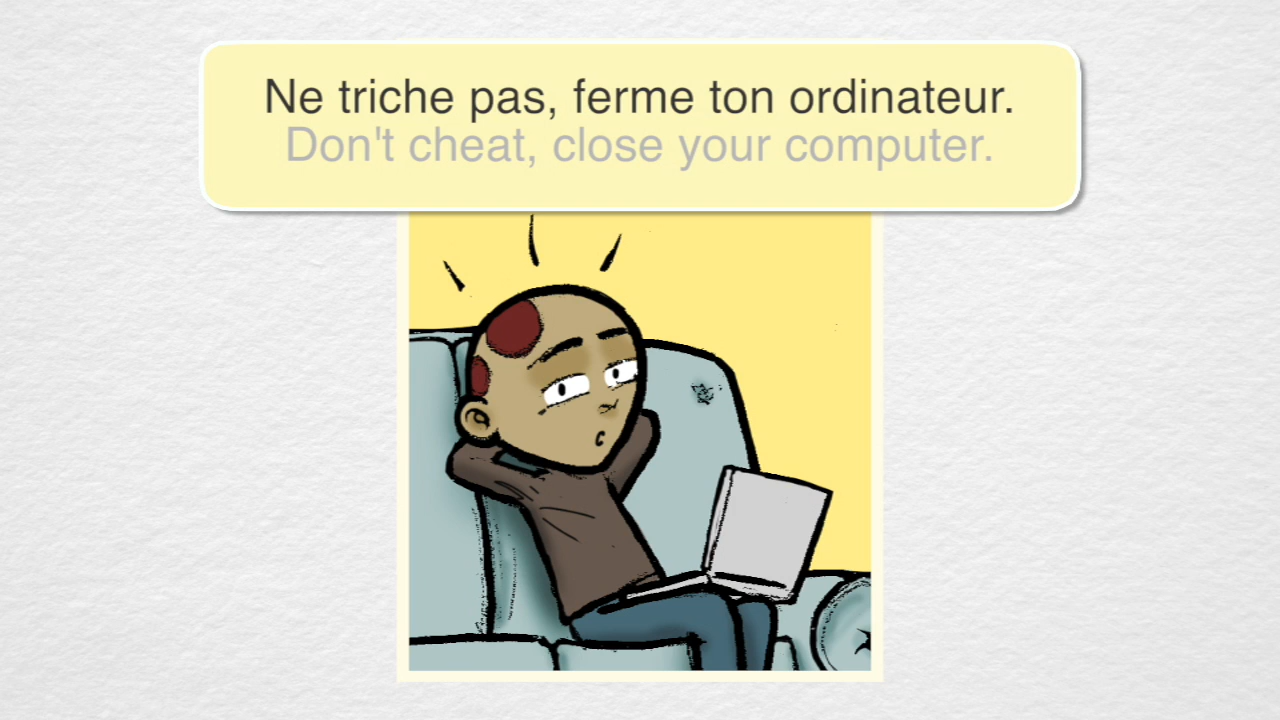 Ne triche pas, ferme ton ordinateur.
Don't cheat, close your computer.